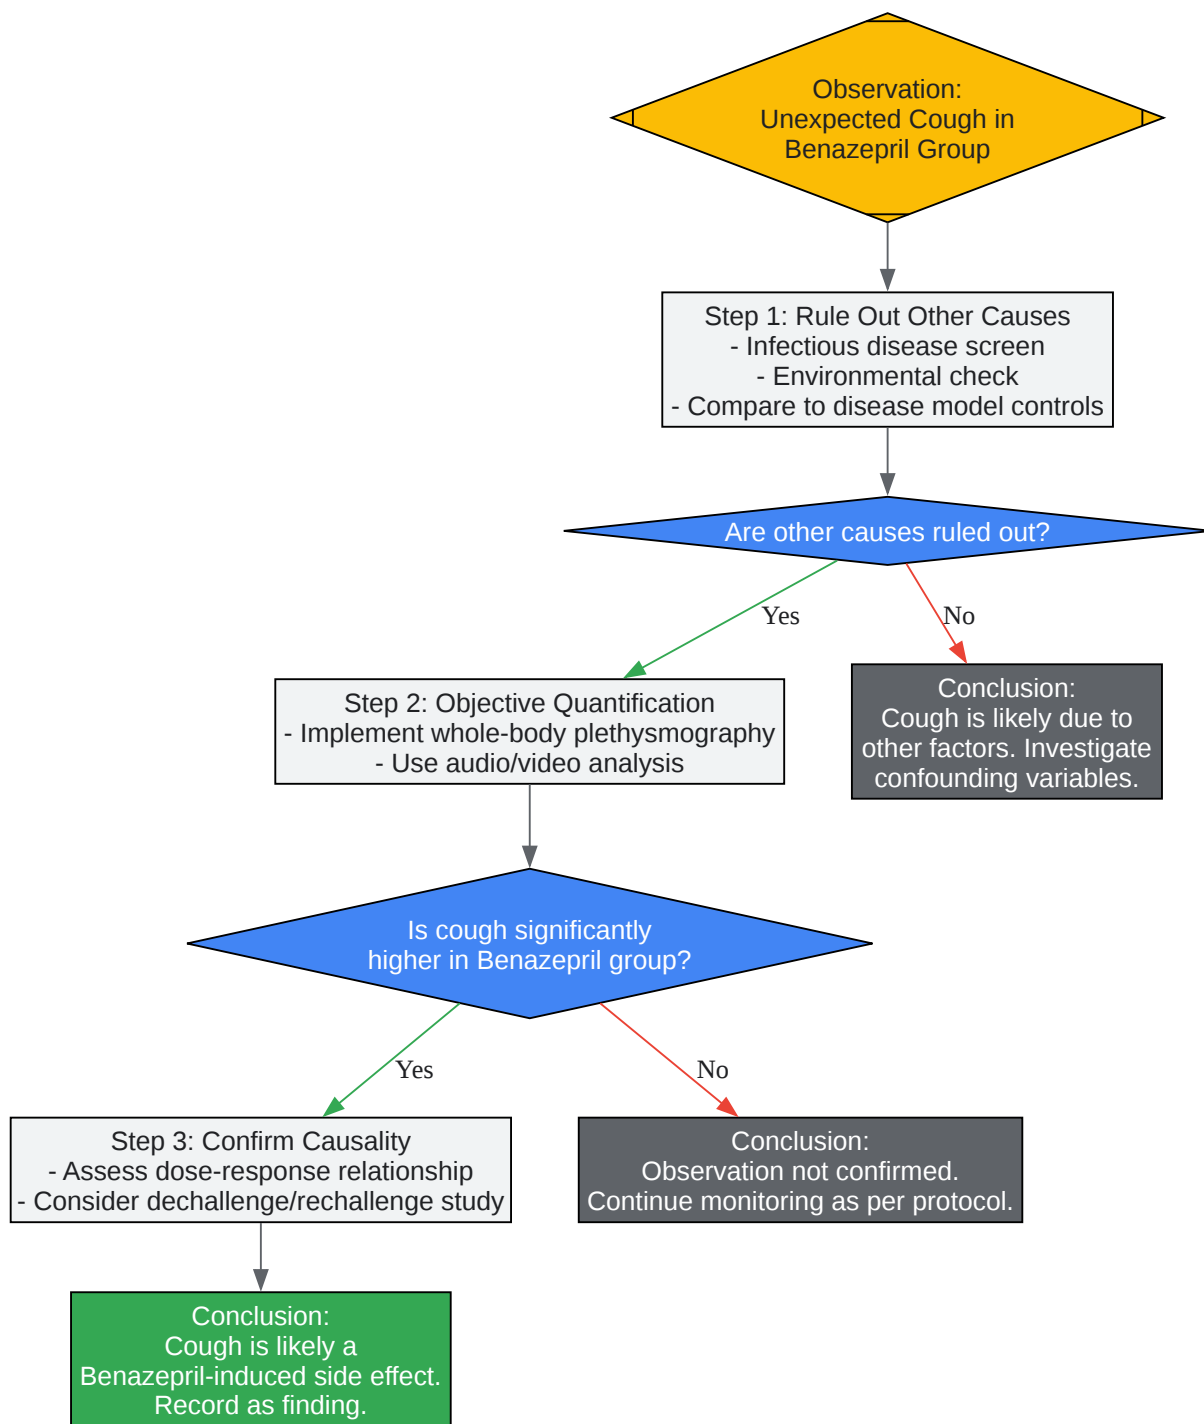 Observation:
Unexpected Cough in
Benazepril Group
Step 1: Rule Out Other Causes
- Infectious disease screen
- Environmental check
- Compare to disease model controls
Are other causes ruled out?
Yes
No
Step 2: Objective Quantification
- Implement whole-body plethysmography
- Use audio/video analysis
Conclusion:
Cough is likely due to
other factors. Investigate
confounding variables.
Is cough significantly
higher in Benazepril group?
Yes
No
Step 3: Confirm Causality
- Assess dose-response relationship
- Consider dechallenge/rechallenge study
Conclusion:
Observation not confirmed.
Continue monitoring as per protocol.
Conclusion:
Cough is likely a
Benazepril-induced side effect.
Record as finding.